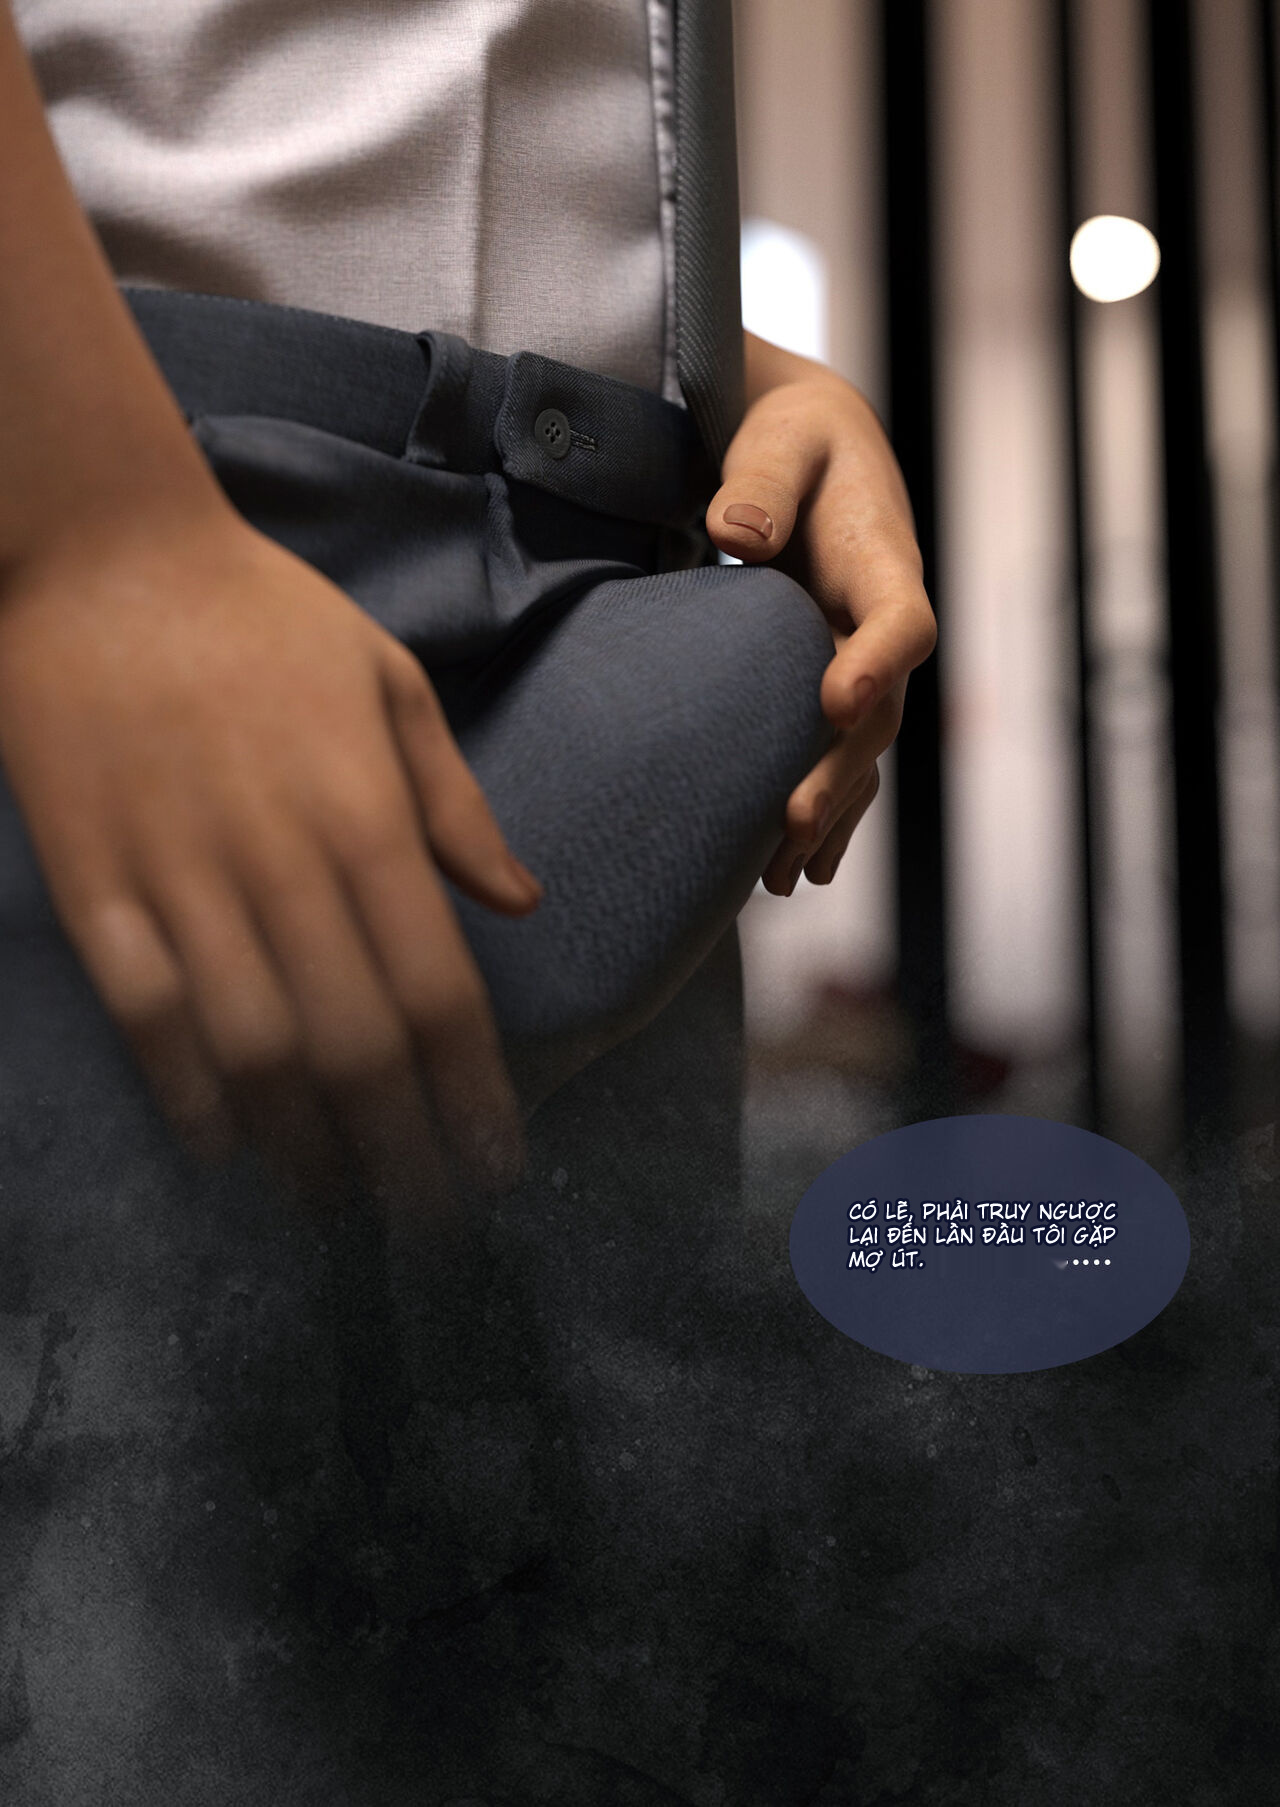 CÓ LẼ, PHẢI TRUY NGƯỢC
LẠI ĐẾN LẦN ĐẦU TÔI GẶP
MỢ ÚT. ....